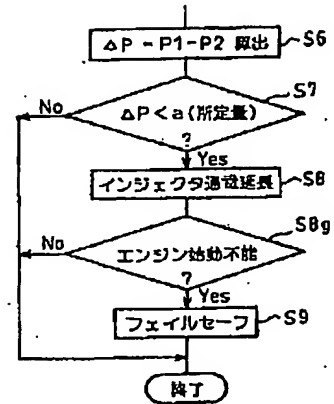 ΔP-P1-P2 算出
S6
S7
ΔP<a(所定量)
?
No
Yes
インジェクタ通電延長
S8
S8g
エンジン始動不能
?
No
Yes
フェイルセーフ
S9
終了